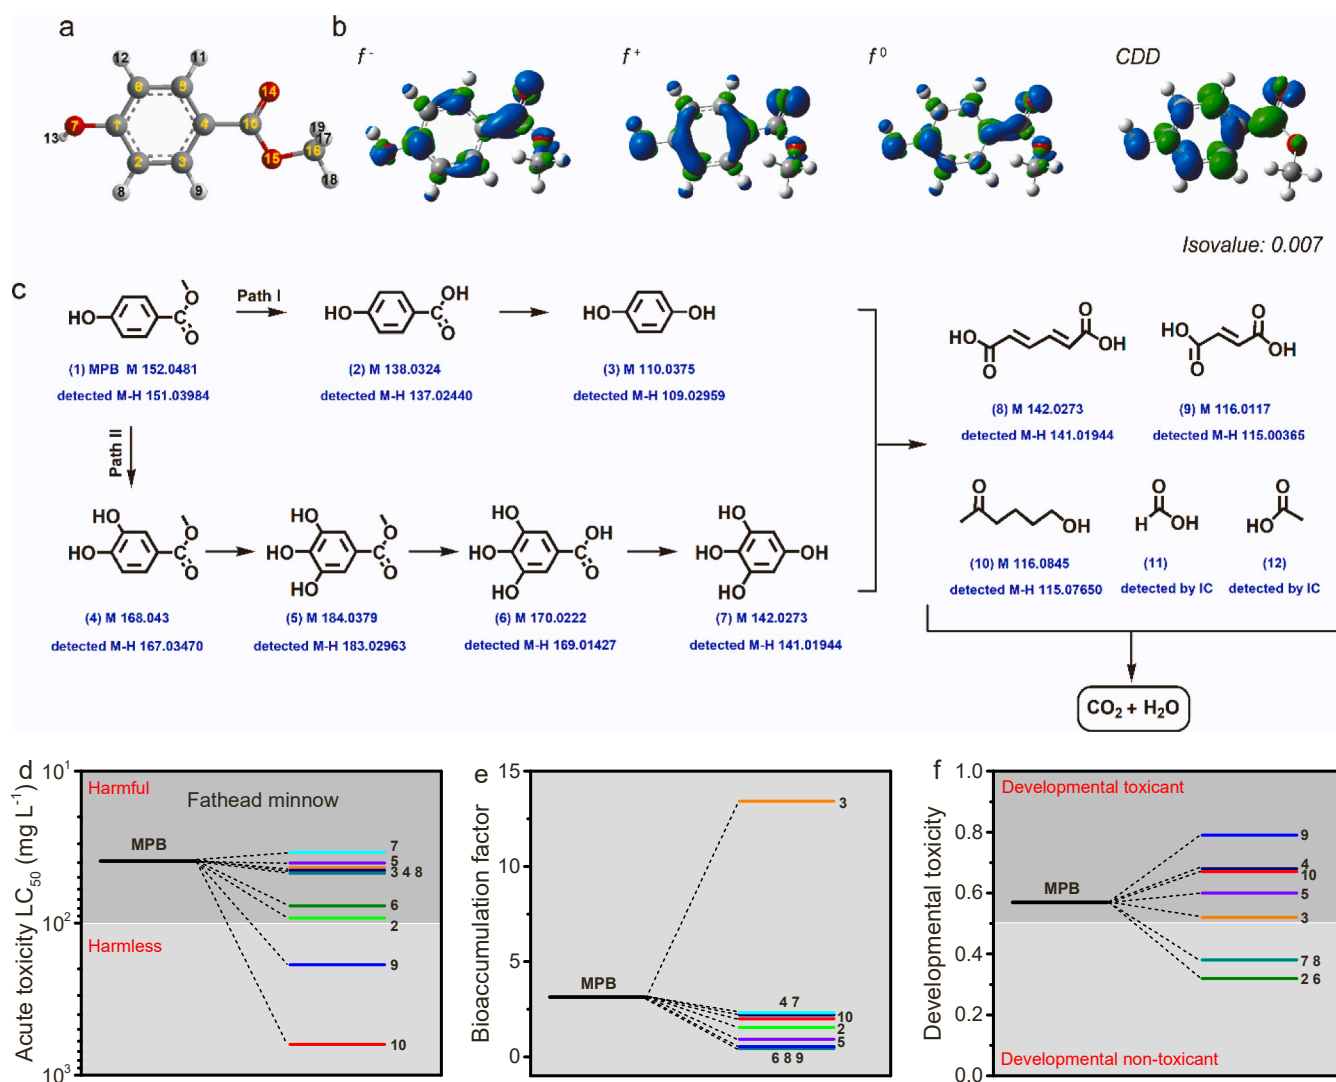 a
12
11
6
5
14
13
7
1
4
10
19
17
16
15
2
3
18
8
9
b
f -
f +
f 0
CDD
Isovalue: 0.007
c
Path I
HO
O
C
O
HO
OH
C
O
HO
OH
(1) MPB M 152.0481
detected M-H 151.03984
(2) M 138.0324
detected M-H 137.02440
(3) M 110.0375
detected M-H 109.02959
Path II
HO
HO
O
C
O
HO
HO
HO
O
C
O
HO
HO
HO
OH
C
O
HO
HO
HO
OH
(4) M 168.043
detected M-H 167.03470
(5) M 184.0379
detected M-H 183.02963
(6) M 170.0222
detected M-H 169.01427
(7) M 142.0273
detected M-H 141.01944
HO
O
O
OH
HO
O
O
OH
(8) M 142.0273
detected M-H 141.01944
(9) M 116.0117
detected M-H 115.00365
O
OH
O
H
OH
O
HO
(10) M 116.0845
detected M-H 115.07650
(11)
detected by IC
(12)
detected by IC
CO2 + H2O
d
Acute toxicity LC50 (mg L-1)
101
102
103
Harmful
Fathead minnow
MPB
Harmless
7
5
3 4 8
6
2
9
10
e
Bioaccumulation factor
15
10
5
0
MPB
3
4 7
10
2
5
6 8 9
f
Developmental toxicity
1.0
0.8
0.6
0.4
0.2
0.0
Developmental toxicant
MPB
9
4
10
5
3
7 8
2 6
Developmental non-toxicant